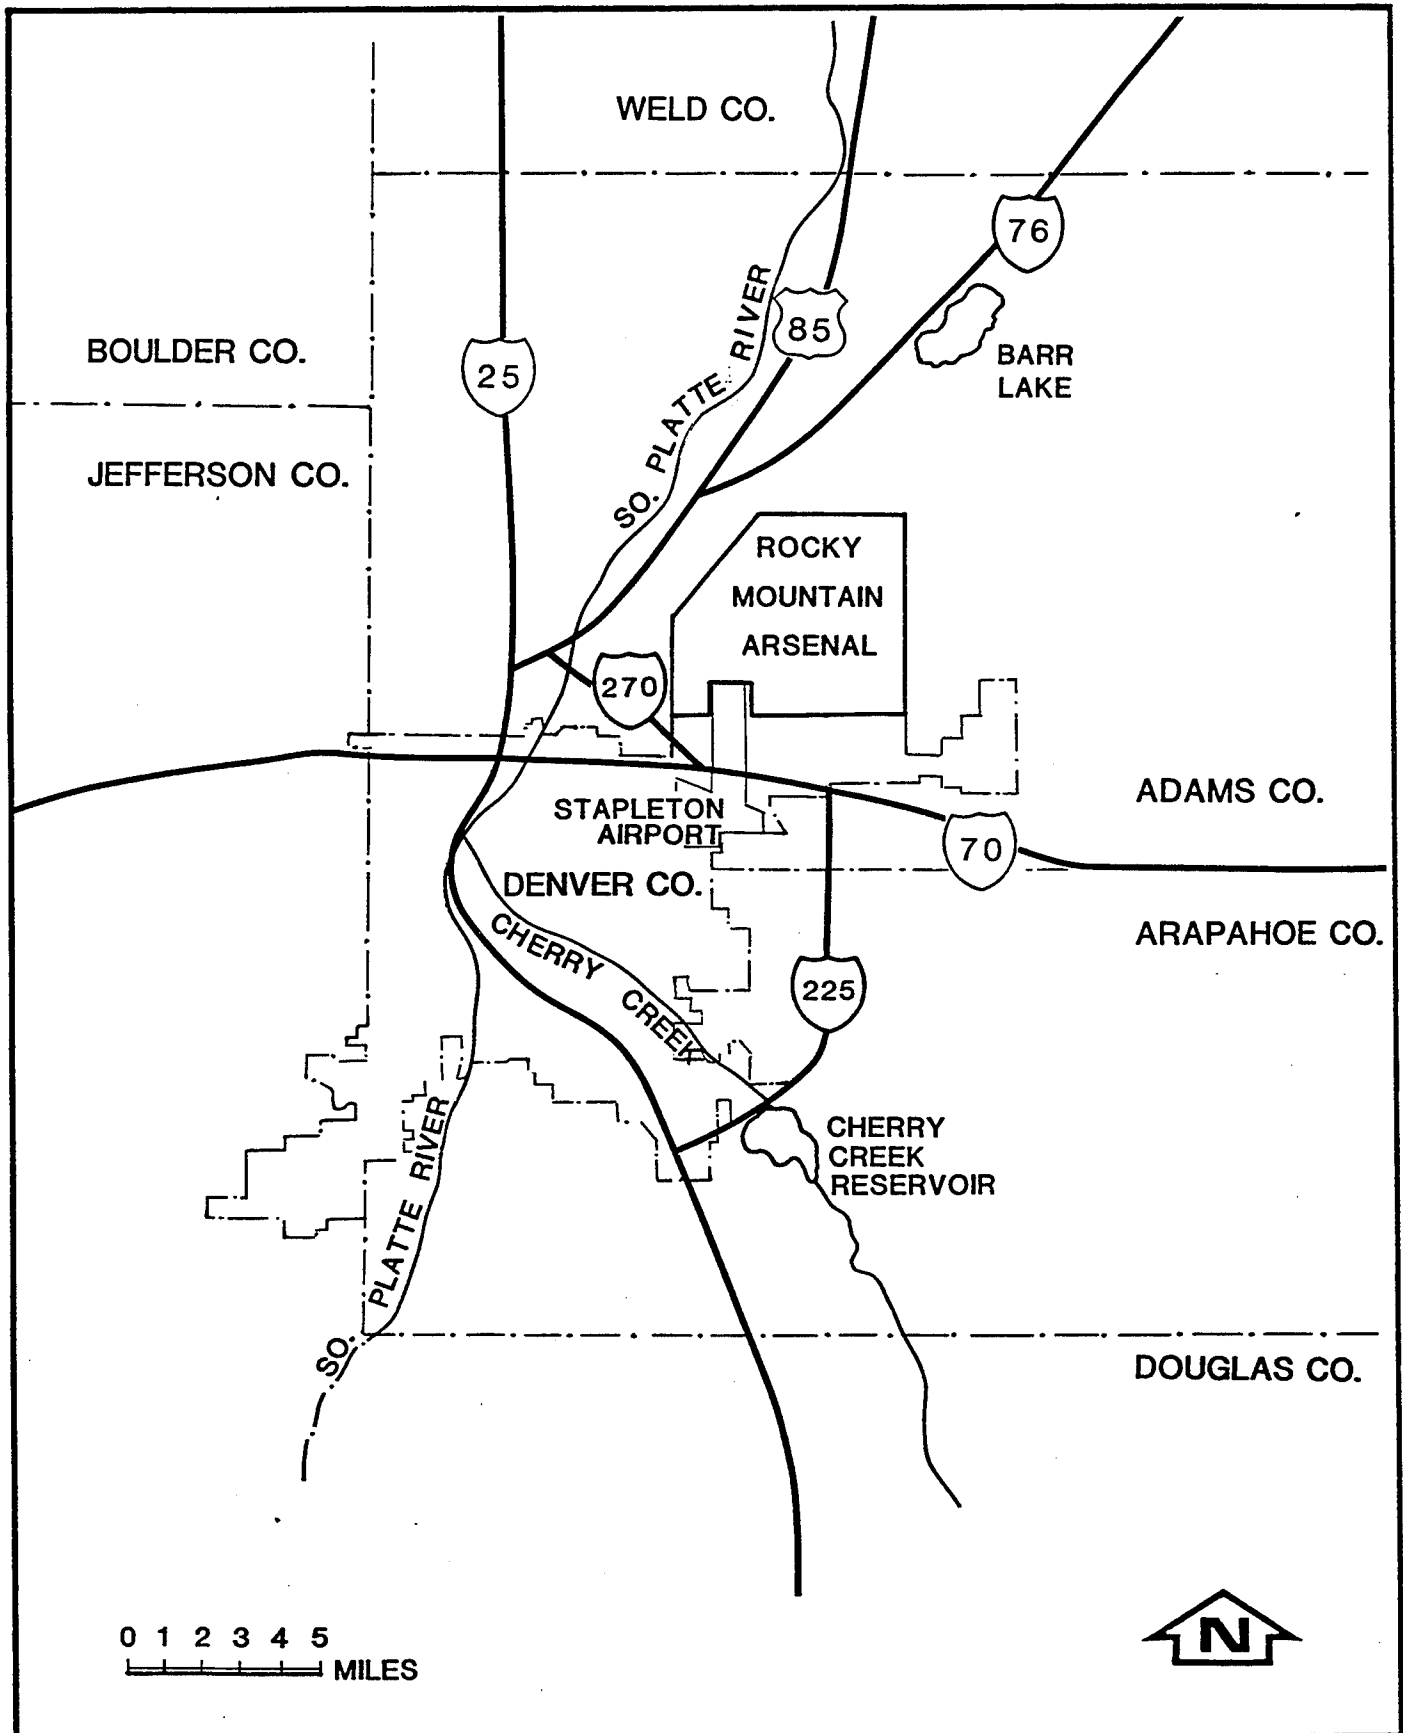 WELD CO.
76
SO. PLATTE RIVER
85
BOULDER CO.
25
BARR
LAKE
JEFFERSON CO.
ROCKY
MOUNTAIN
ARSENAL
270
ADAMS CO.
STAPLETON
AIRPORT
70
DENVER CO.
ARAPAHOE CO.
CHERRY CREEK
225
CHERRY
CREEK
RESERVOIR
SO. PLATTE RIVER
DOUGLAS CO.
0 1 2 3 4 5
MILES
N